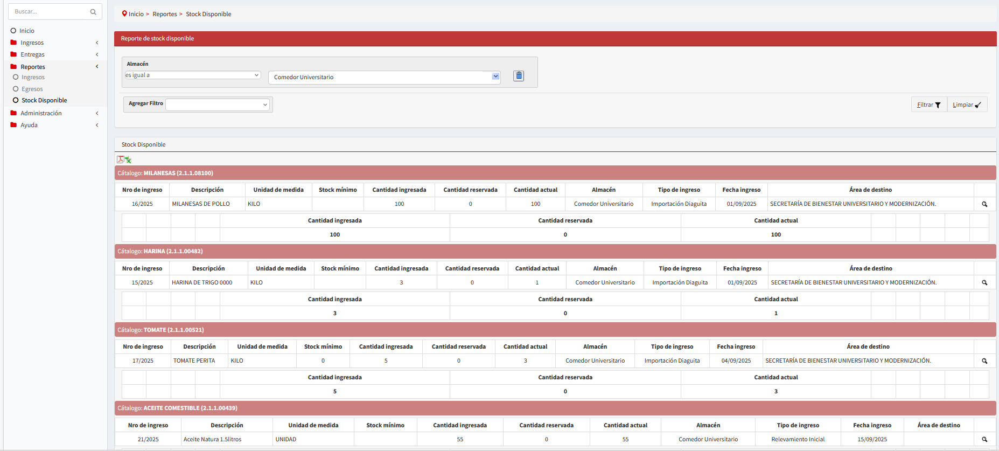 Buscar...
Inicio
Ingresos
Entregas
Reportes
Ingresos
Egresos
Stock Disponible
Administración
Ayuda
Inicio > Reportes > Stock Disponible
Reporte de stock disponible
Almacén
es igual a
Comedor Universitario
Agregar Filtro
Filtrar
Limpiar
Stock Disponible
Cátalogo: MILANESAS (2.1.1.08100)
Nro de ingreso Descripción Unidad de medida Stock mínimo Cantidad ingresada Cantidad reservada Cantidad actual Almacén Tipo de ingreso Fecha ingreso Área de destino
16/2025 MILANESAS DE POLLO KILO 100 0 100 Comedor Universitario Importación Diaguita 01/09/2025 SECRETARÍA DE BIENESTAR UNIVERSITARIO Y MODERNIZACIÓN.
Cantidad ingresada Cantidad reservada Cantidad actual
100 0 100
Cátalogo: HARINA (2.1.1.00482)
Nro de ingreso Descripción Unidad de medida Stock mínimo Cantidad ingresada Cantidad reservada Cantidad actual Almacén Tipo de ingreso Fecha ingreso Área de destino
15/2025 HARINA DE TRIGO 0000 KILO 3 0 1 Comedor Universitario Importación Diaguita 01/09/2025 SECRETARÍA DE BIENESTAR UNIVERSITARIO Y MODERNIZACIÓN.
Cantidad ingresada Cantidad reservada Cantidad actual
3 0 1
Cátalogo: TOMATE (2.1.1.00521)
Nro de ingreso Descripción Unidad de medida Stock mínimo Cantidad ingresada Cantidad reservada Cantidad actual Almacén Tipo de ingreso Fecha ingreso Área de destino
17/2025 TOMATE PERITA KILO 0 5 0 3 Comedor Universitario Importación Diaguita 04/09/2025 SECRETARÍA DE BIENESTAR UNIVERSITARIO Y MODERNIZACIÓN.
Cantidad ingresada Cantidad reservada Cantidad actual
5 0 3
Cátalogo: ACEITE COMESTIBLE (2.1.1.00439)
Nro de ingreso Descripción Unidad de medida Stock mínimo Cantidad ingresada Cantidad reservada Cantidad actual Almacén Tipo de ingreso Fecha ingreso Área de destino
21/2025 Aceite Natura 1.5litros UNIDAD 55 0 55 Comedor Universitario Relevamiento Inicial 15/09/2025